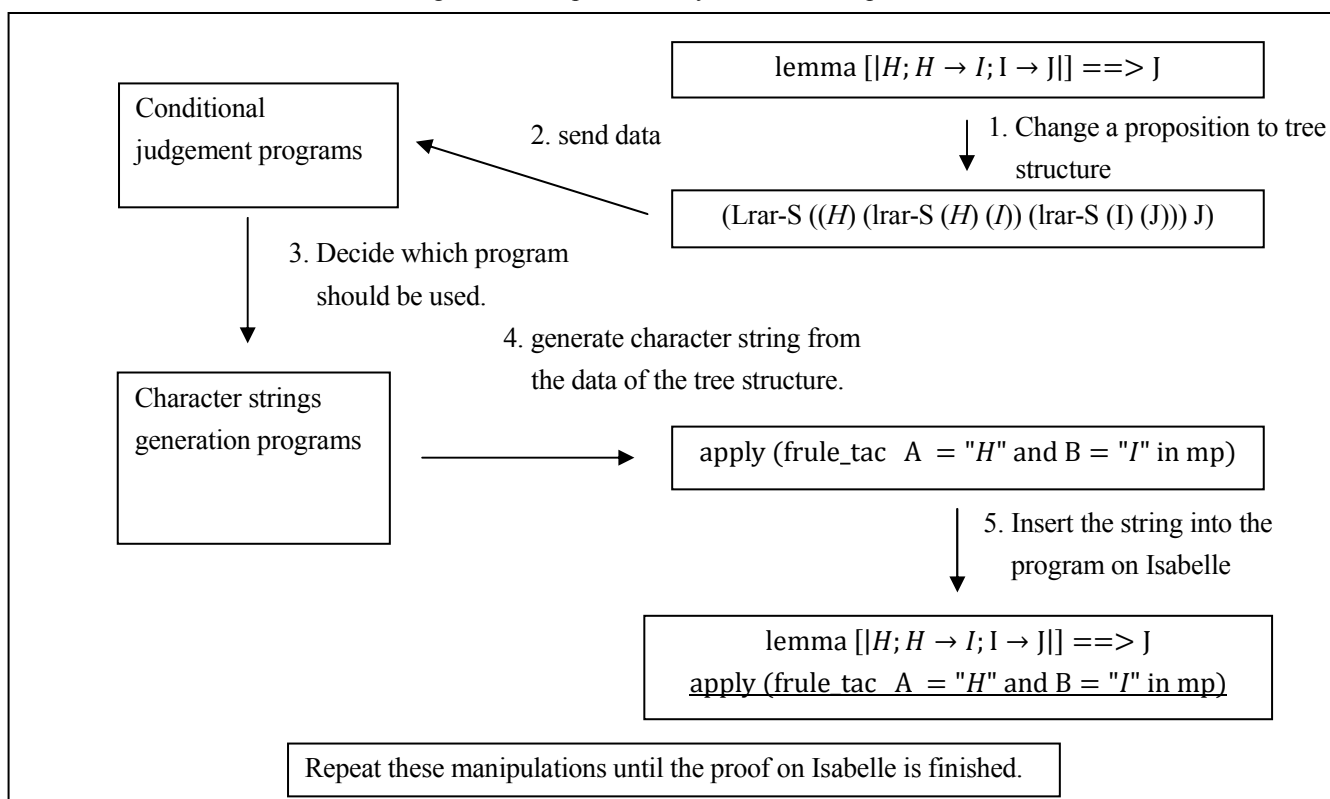 lemma [|H; H → I; I → J|] ==> J
Conditional
judgement programs
2. send data
1. Change a proposition to tree
structure
(Lrar-S ((H) (lrar-S (H) (I)) (lrar-S (I) (J))) J)
3. Decide which program
should be used.
4. generate character string from
the data of the tree structure.
Character strings
generation programs
apply (frule_tac A = "H" and B = "I" in mp)
5. Insert the string into the
program on Isabelle
lemma [|H; H → I; I → J|] ==> J
apply (frule_tac A = "H" and B = "I" in mp)
Repeat these manipulations until the proof on Isabelle is finished.